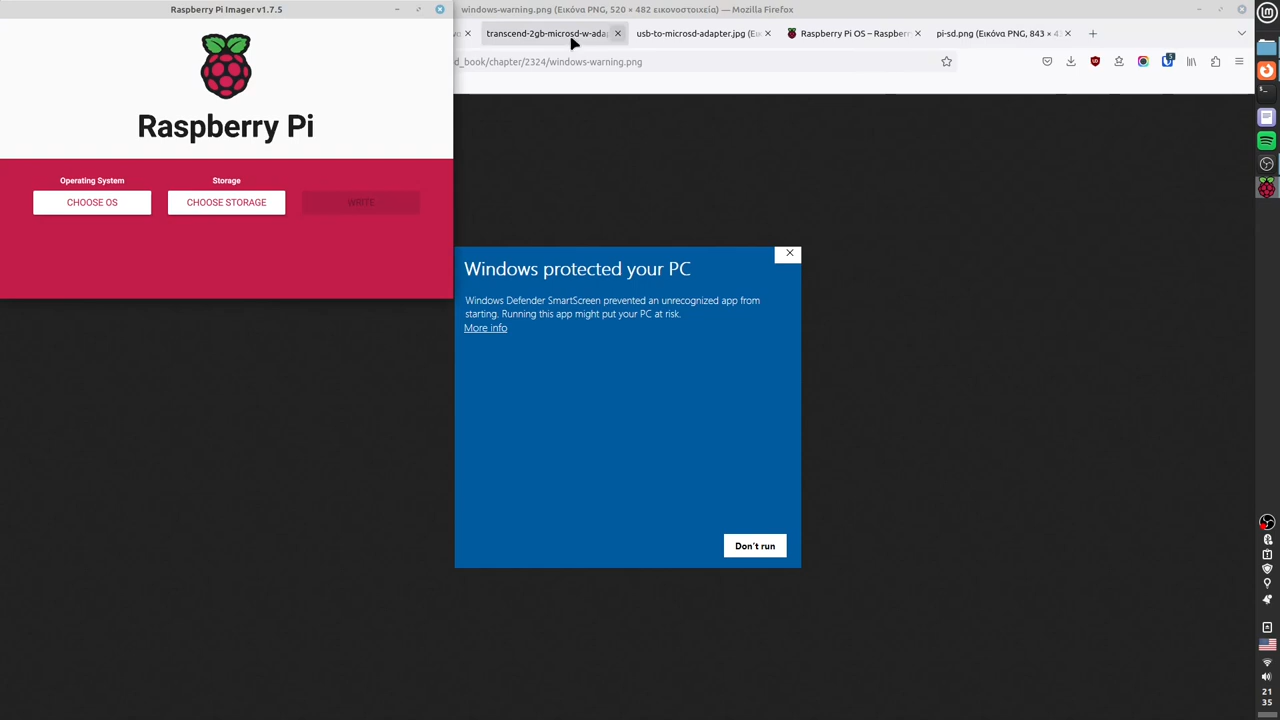 Raspberry Pi Imager v1.7.5
windows-warning.png (Εικόνα PNG, 520 × 482 εικονοστοιχεία) — Mozilla Firefox
transcend-2gb-microsd-w-ada
usb-to-microsd-adapter.jpg (Ει
Raspberry Pi OS – Raspberr
pi-sd.png (Εικόνα PNG, 843 × 4
d_book/chapter/2324/windows-warning.png
Raspberry Pi
Operating System
Storage
CHOOSE OS
CHOOSE STORAGE
WRITE
Windows protected your PC
Windows Defender SmartScreen prevented an unrecognized app from
starting. Running this app might put your PC at risk.
More info
Don't run
21
35